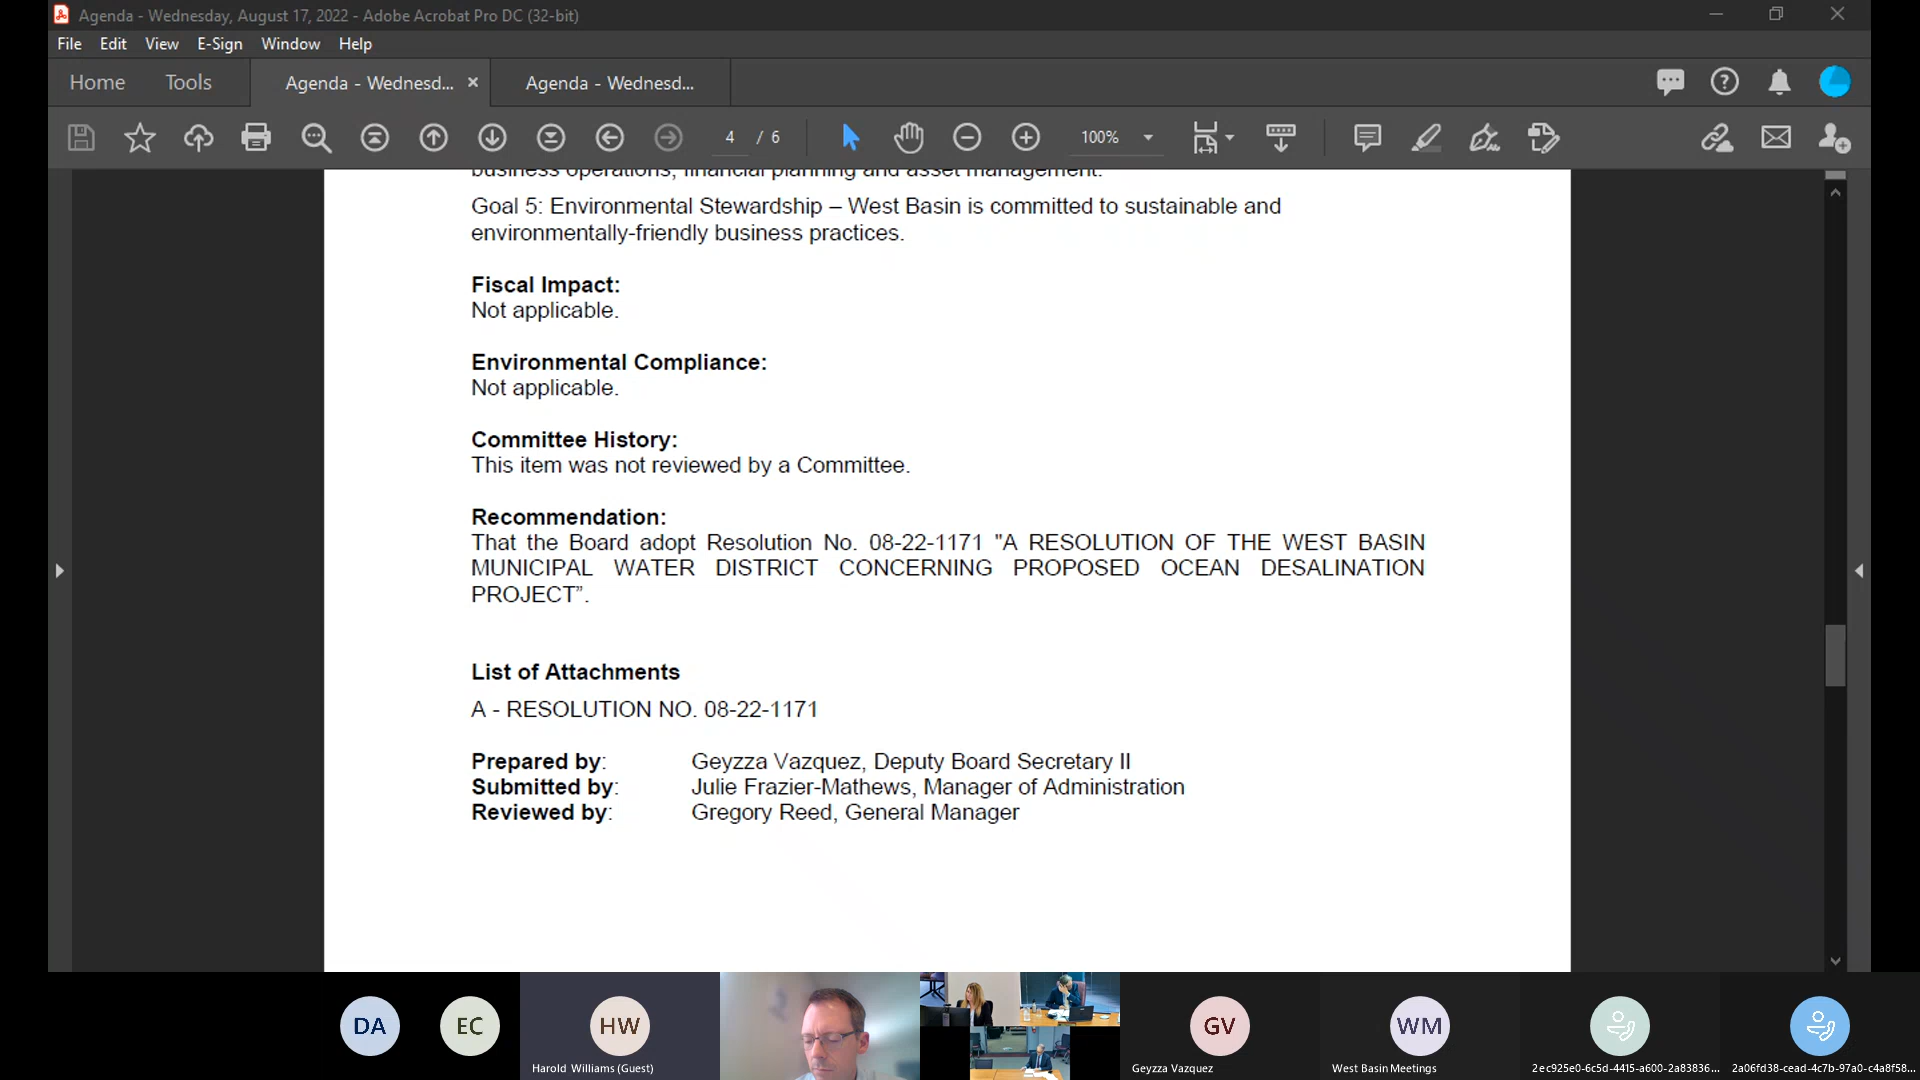 Agenda - Wednesday, August 17, 2022 - Adobe Acrobat Pro DC (32-bit)
File Edit View E-Sign Window Help
Home Tools Agenda - Wednesd... × Agenda - Wednesd...
4 / 6 100%
business operations, financial planning and asset management.
Goal 5: Environmental Stewardship – West Basin is committed to sustainable and
environmentally-friendly business practices.
Fiscal Impact:
Not applicable.
Environmental Compliance:
Not applicable.
Committee History:
This item was not reviewed by a Committee.
Recommendation:
That the Board adopt Resolution No. 08-22-1171 "A RESOLUTION OF THE WEST BASIN
MUNICIPAL WATER DISTRICT CONCERNING PROPOSED OCEAN DESALINATION
PROJECT”.
List of Attachments
A - RESOLUTION NO. 08-22-1171
Prepared by: Geyzza Vazquez, Deputy Board Secretary II
Submitted by: Julie Frazier-Mathews, Manager of Administration
Reviewed by: Gregory Reed, General Manager
DA EC HW GV WM
Harold Williams (Guest) Geyzza Vazquez West Basin Meetings 2ec925e0-6c5d-4415-a600-2a83836... 2a06fd38-cead-4c7b-97a0-c4a8f58...